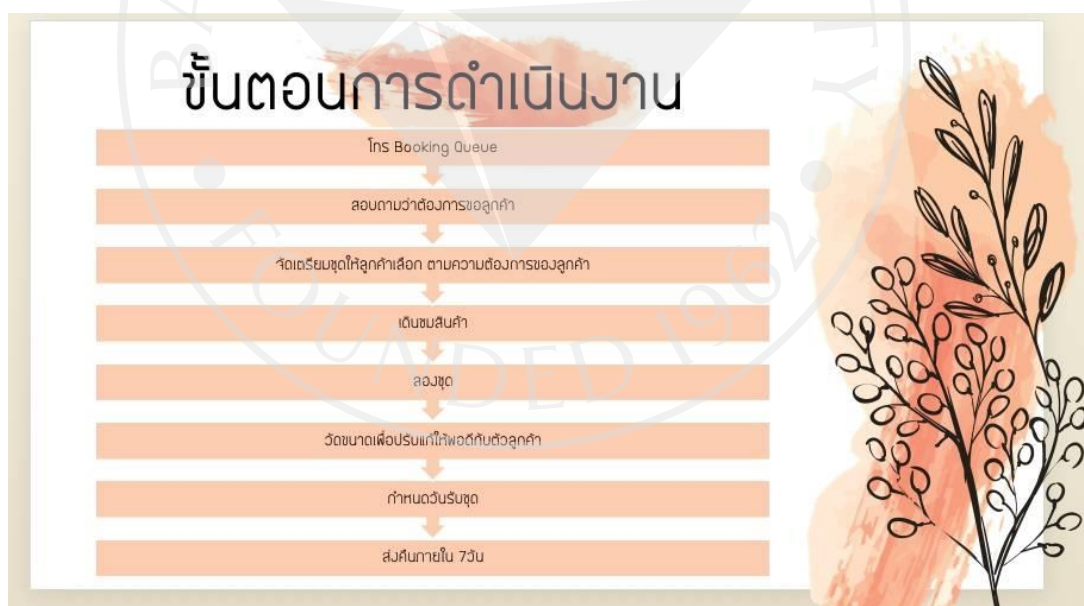 ขั้นตอนการดำเนินงาน
โทร Booking Queue
สอบถามว่าต้องการขอลูกค้า
จัดเตรียมชุดให้ลูกค้าเลือก ตามความต้องการของลูกค้า
เดินชมสินค้า
ลองชุด
วัดขนาดเพื่อปรับแก้ให้พอดีกับตัวลูกค้า
กำหนดวันรับชุด
ส่งคืนภายใน 7วัน
FOUNDED 1962